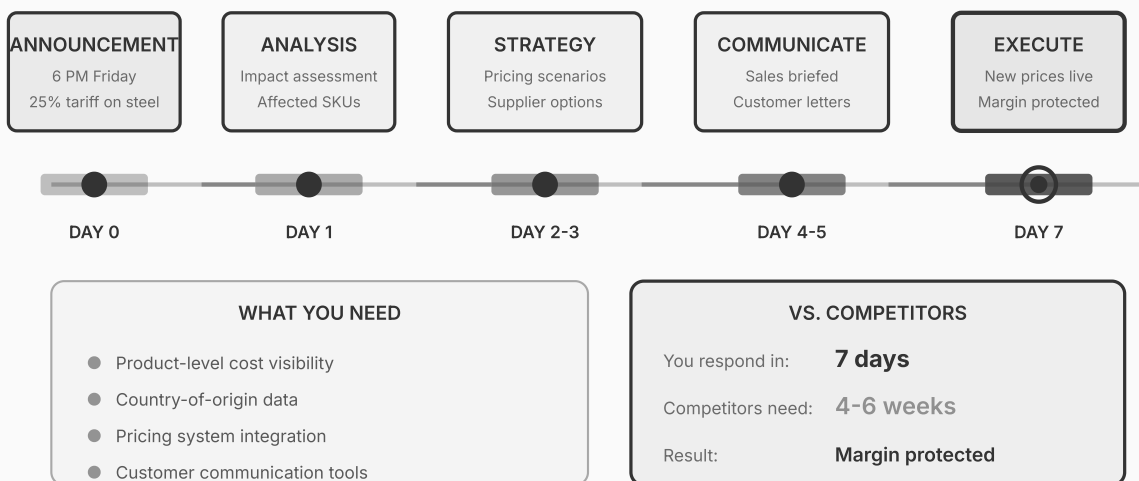 ANNOUNCEMENT
6 PM Friday
25% tariff on steel
ANALYSIS
Impact assessment
Affected SKUs
STRATEGY
Pricing scenarios
Supplier options
COMMUNICATE
Sales briefed
Customer letters
EXECUTE
New prices live
Margin protected
DAY 0
DAY 1
DAY 2-3
DAY 4-5
DAY 7
WHAT YOU NEED
Product-level cost visibility
Country-of-origin data
Pricing system integration
Customer communication tools
VS. COMPETITORS
You respond in: 7 days
Competitors need: 4-6 weeks
Result: Margin protected